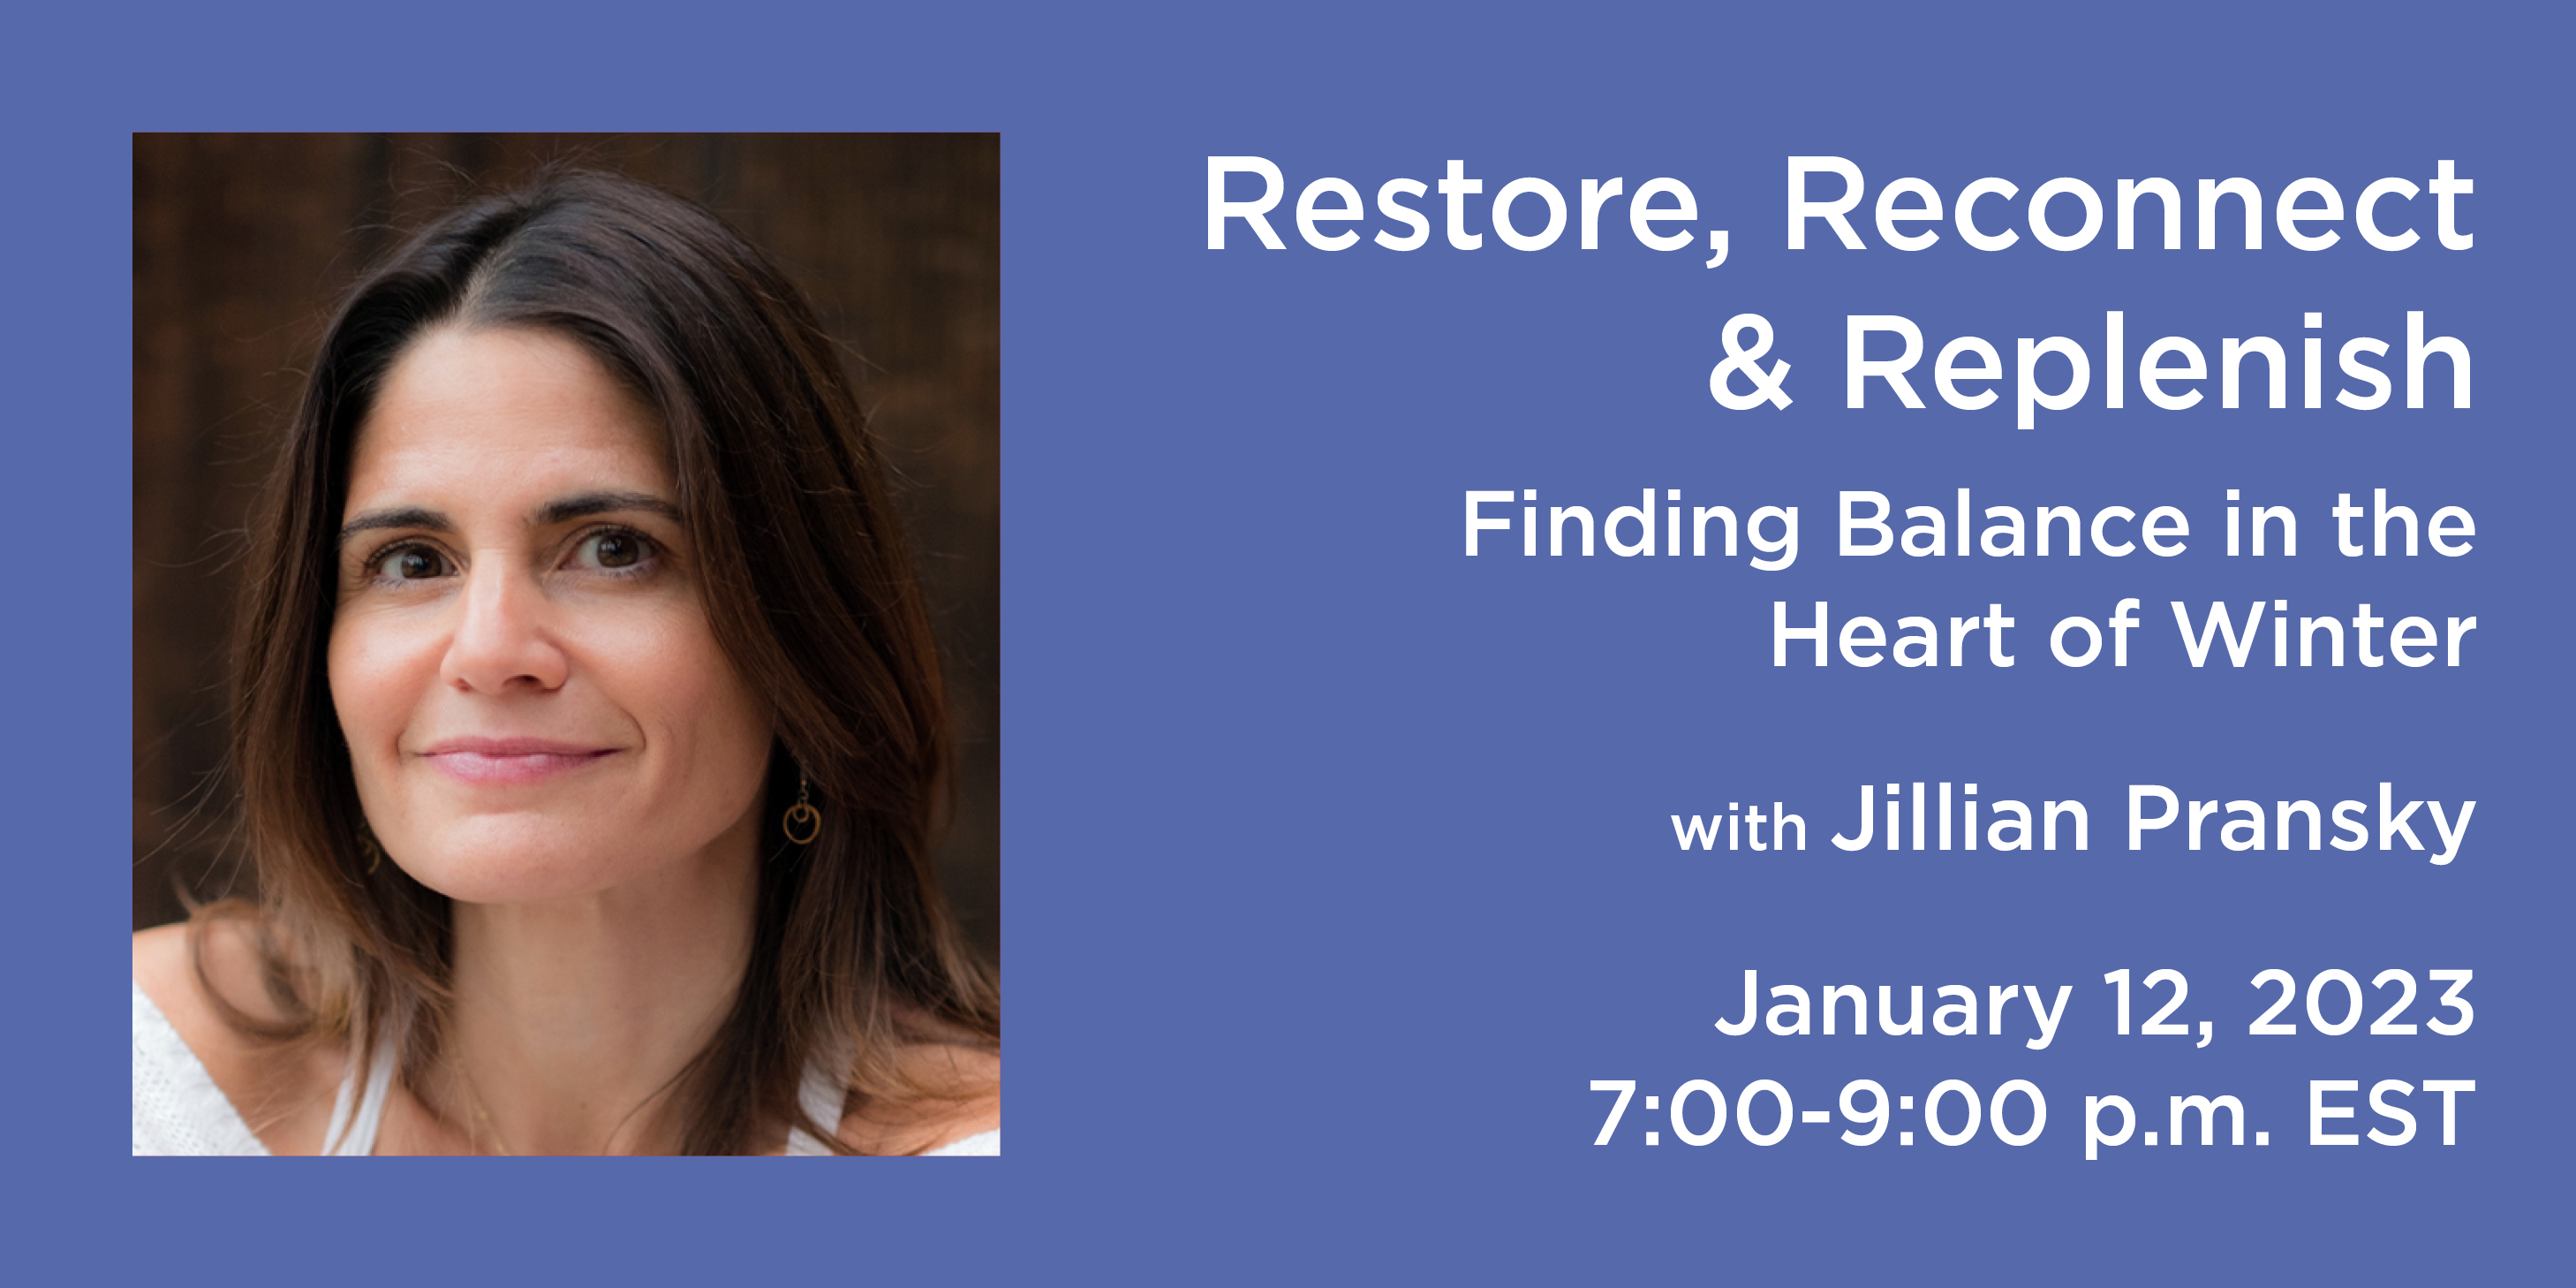 Restore, Reconnect
& Replenish
Finding Balance in the
Heart of Winter
with Jillian Pransky
January 12, 2023
7:00-9:00 p.m. EST